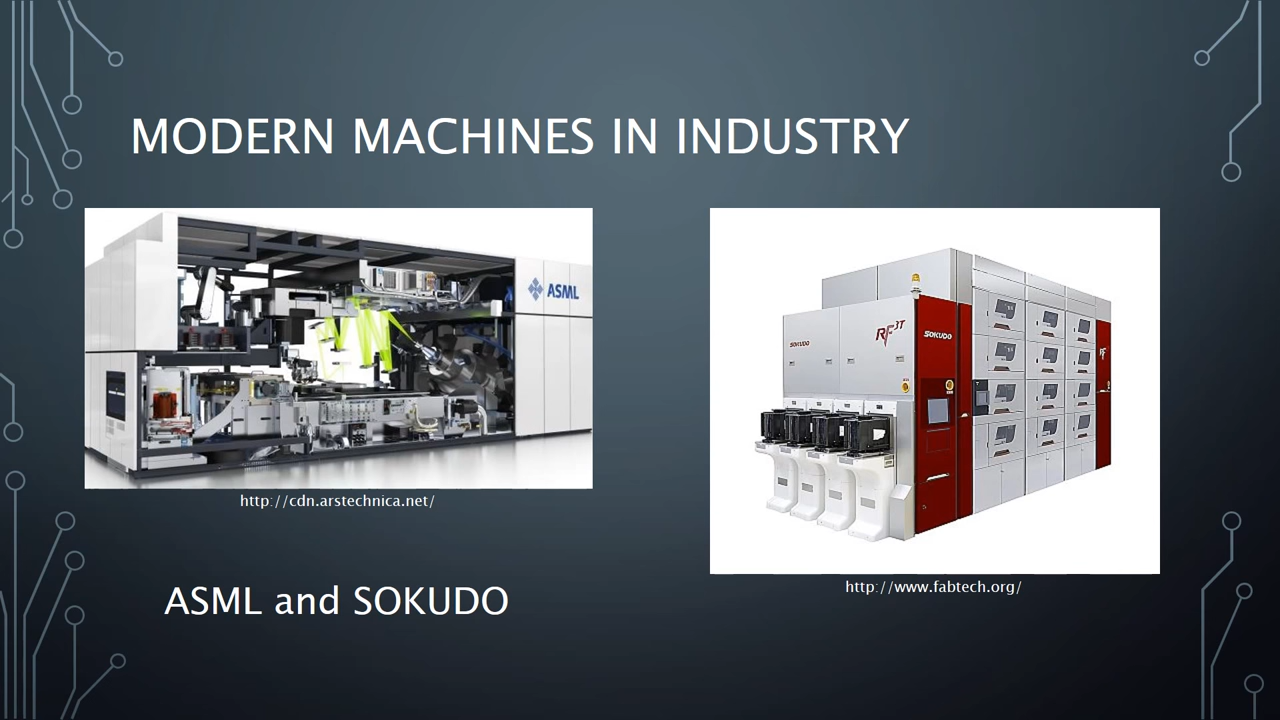 MODERN MACHINES IN INDUSTRY
ASML
SOKUDO
RF3T
SOKUDO
RF
http://cdn.arstechnica.net/
http://www.fabtech.org/
ASML and SOKUDO